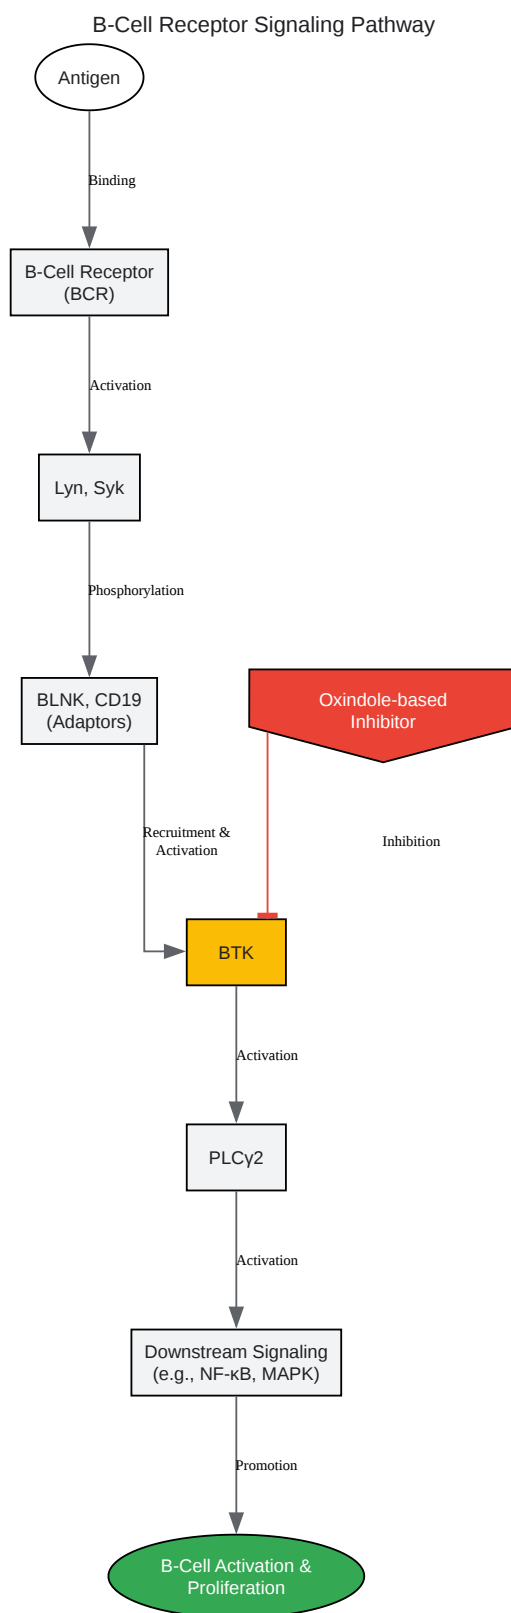 B-Cell Receptor Signaling Pathway
Antigen
Binding
B-Cell Receptor
(BCR)
Activation
Lyn, Syk
Phosphorylation
BLNK, CD19
(Adaptors)
Oxindole-based
Inhibitor
Recruitment &
Activation
Inhibition
BTK
Activation
PLCγ2
Activation
Downstream Signaling
(e.g., NF-κB, MAPK)
Promotion
B-Cell Activation &
Proliferation